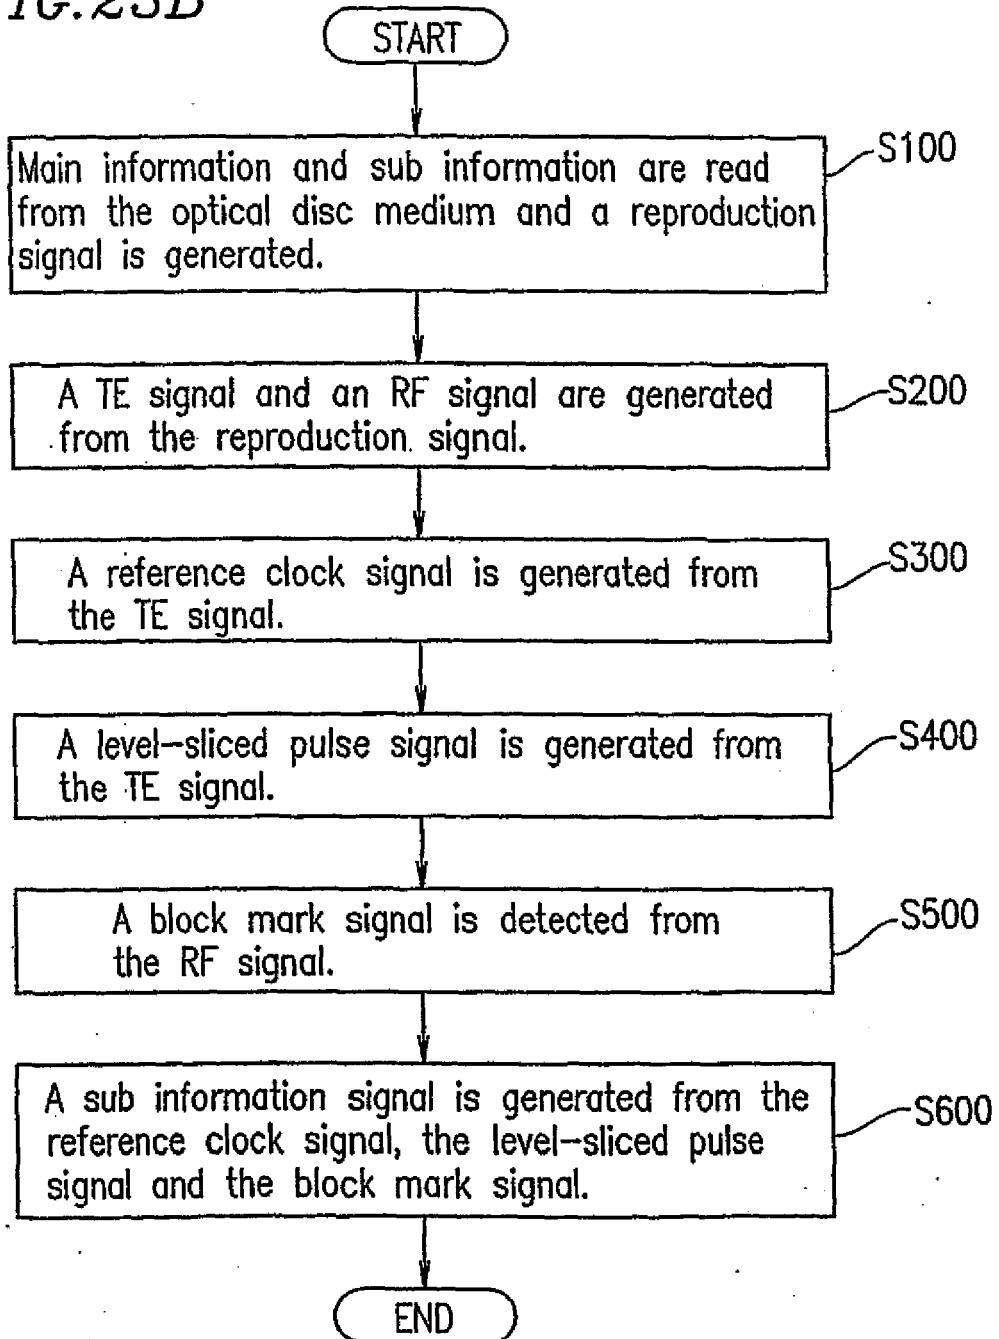 IG.23B
START
S100
Main information and sub information are read
from the optical disc medium and a reproduction
signal is generated.
S200
A TE signal and an RF signal are generated
from the reproduction signal.
S300
A reference clock signal is generated from
the TE signal.
S400
A level-sliced pulse signal is generated from
the TE signal.
S500
A block mark signal is detected from
the RF signal.
S600
A sub information signal is generated from the
reference clock signal, the level-sliced pulse
signal and the block mark signal.
END